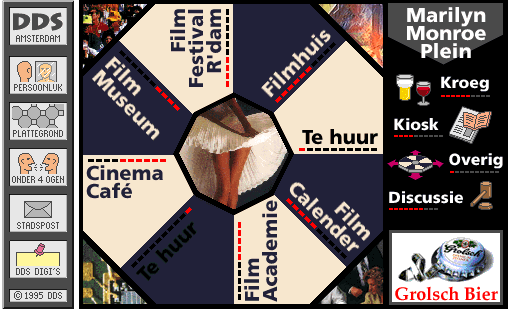 DDS
AMSTERDAM
PERSOONLIJK
PLATTEGROND
ONDER 4 OGEN
STADSPOST
DDS DIGI'S
© 1995 DDS
Film
Festival
R'dam
Filmhuis
Te huur
Film
Calender
Film
Academie
Te huur
Cinema
Café
Film
Museum
Marilyn
Monroe
Plein
Kroeg
Kiosk
Overig
Discussie
Grolsch
Grolsch Bier